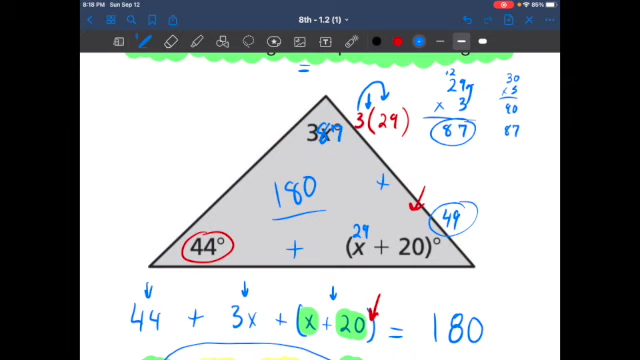 8:18 PM Sun Sep 12
85%
8th - 1.2 (1)
=
12
29
x 3
87
30
x 3
90
87
3x°
87
3(29)
180
+
49
44°
+
29
(x + 20)°
44 + 3x + (x + 20) = 180